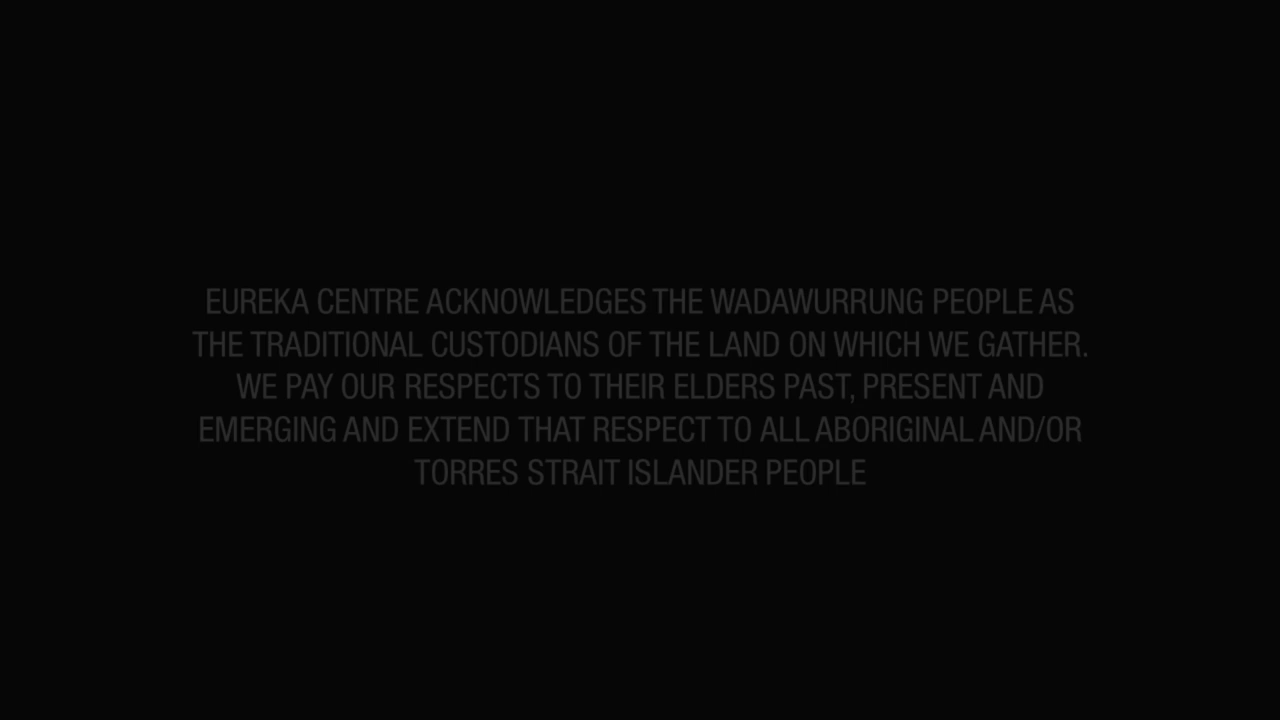 EUREKA CENTRE ACKNOWLEDGES THE WADAWURRUNG PEOPLE AS
THE TRADITIONAL CUSTODIANS OF THE LAND ON WHICH WE GATHER.
WE PAY OUR RESPECTS TO THEIR ELDERS PAST, PRESENT AND
EMERGING AND EXTEND THAT RESPECT TO ALL ABORIGINAL AND/OR
TORRES STRAIT ISLANDER PEOPLE